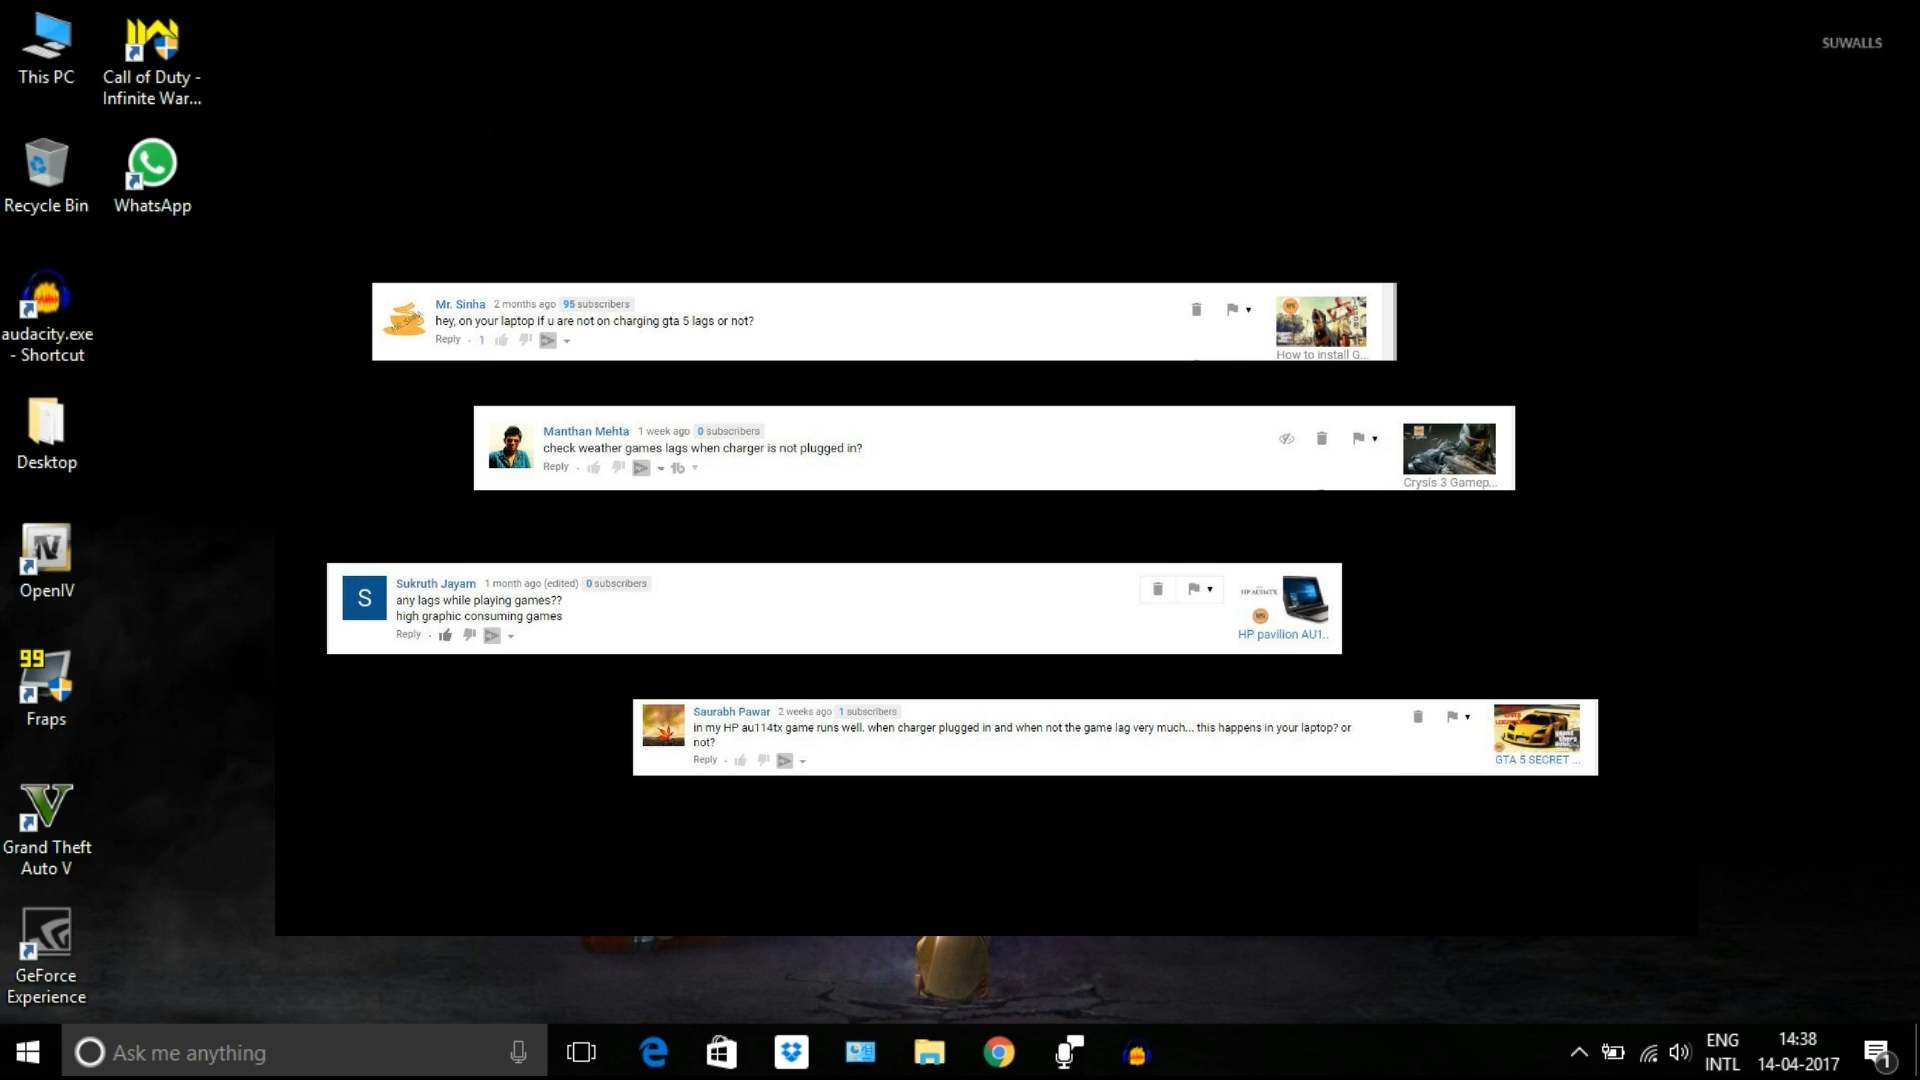 This PC
Call of Duty -
Infinite War...
SUWALLS
Recycle Bin
WhatsApp
audacity.exe
- Shortcut
Desktop
OpenIV
99
Fraps
Grand Theft
Auto V
GeForce
Experience
Mr. Sinha 2 months ago 95 subscribers
hey, on your laptop if u are not on charging gta 5 lags or not?
Reply · 1
How to install G...
Manthan Mehta 1 week ago 0 subscribers
check weather games lags when charger is not plugged in?
Reply ·
Crysis 3 Gamep...
S
Sukruth Jayam 1 month ago (edited) 0 subscribers
any lags while playing games??
high graphic consuming games
Reply ·
HP AU114TX
HP pavilion AU1..
Saurabh Pawar 2 weeks ago 1 subscribers
in my HP au114tx game runs well. when charger plugged in and when not the game lag very much... this happens in your laptop? or
not?
Reply ·
GTA 5 SECRET ...
Ask me anything
ENG
INTL
14:38
14-04-2017
1